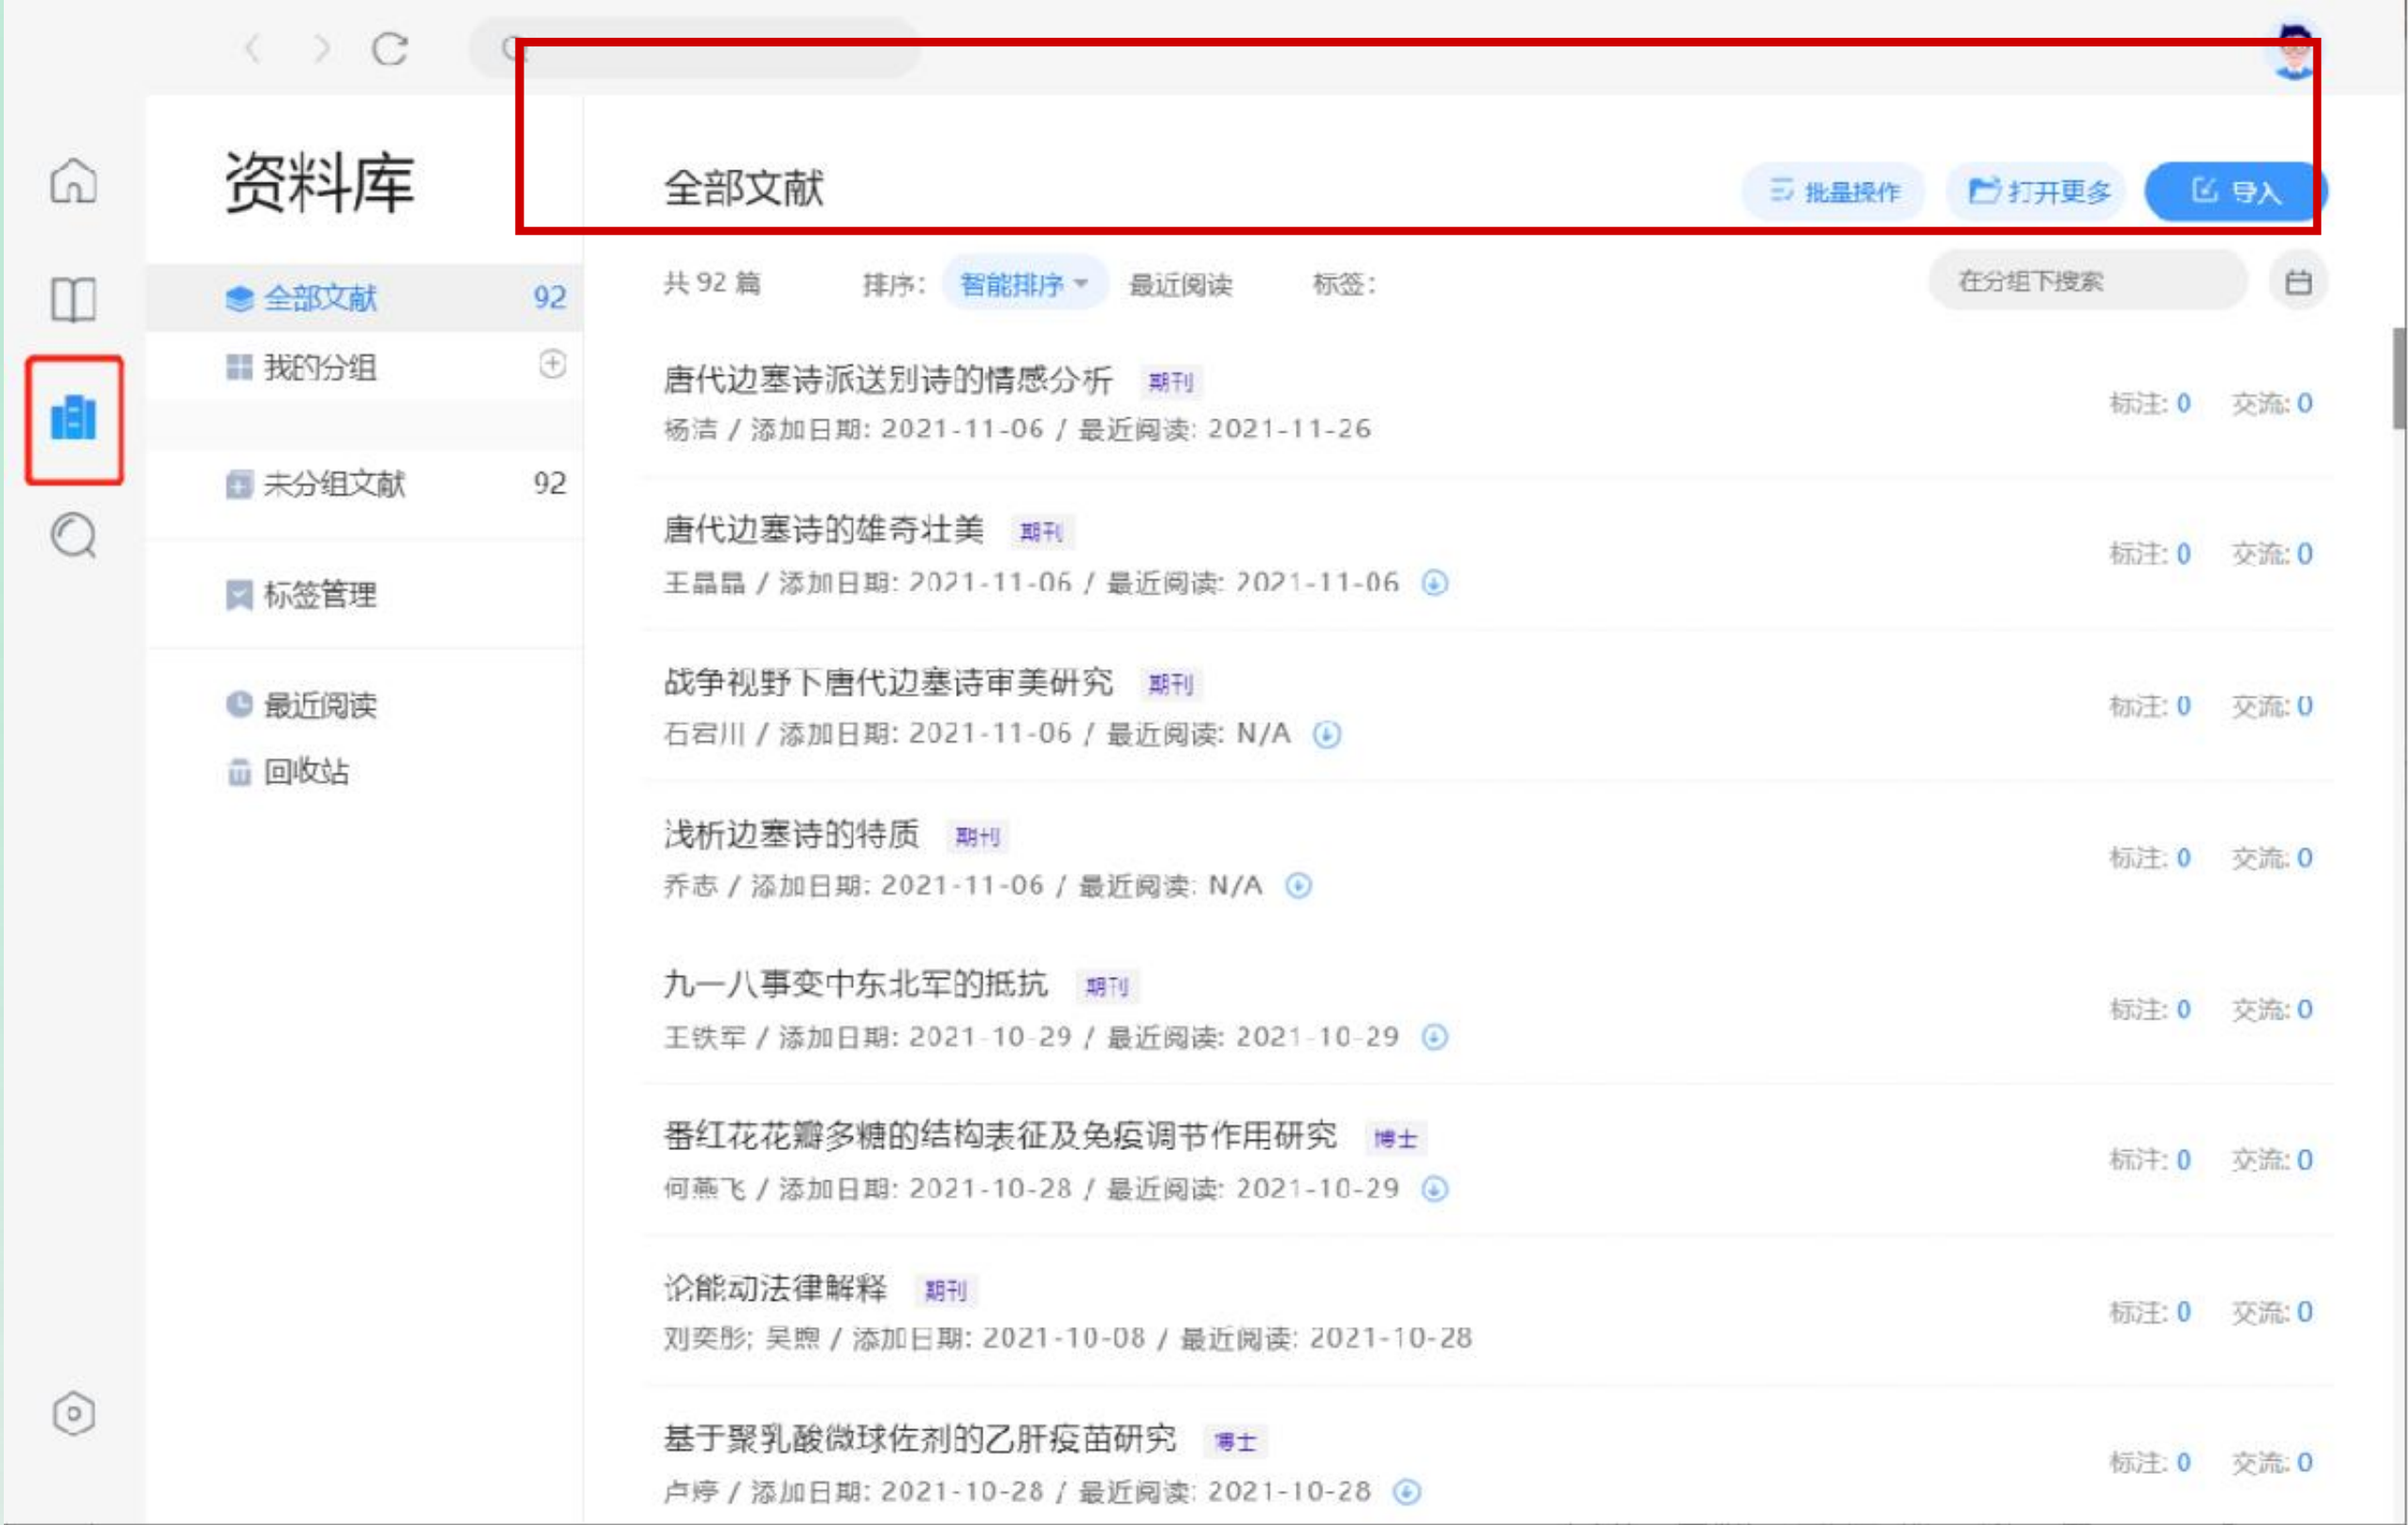 资料库
全部文献 92
我的分组
未分组文献 92
标签管理
最近阅读
回收站
全部文献 批量操作 打开更多 导入
共 92 篇 排序: 智能排序 最近阅读 标签: 在分组下搜索
唐代边塞诗派送别诗的情感分析 期刊
杨洁 / 添加日期: 2021-11-06 / 最近阅读: 2021-11-26
标注: 0 交流: 0
唐代边塞诗的雄奇壮美 期刊
王晶晶 / 添加日期: 2021-11-06 / 最近阅读: 2021-11-06
标注: 0 交流: 0
战争视野下唐代边塞诗审美研究 期刊
石宕川 / 添加日期: 2021-11-06 / 最近阅读: N/A
标注: 0 交流: 0
浅析边塞诗的特质 期刊
乔志 / 添加日期: 2021-11-06 / 最近阅读: N/A
标注: 0 交流: 0
九一八事变中东北军的抵抗 期刊
王铁军 / 添加日期: 2021-10-29 / 最近阅读: 2021-10-29
标注: 0 交流: 0
番红花花瓣多糖的结构表征及免疫调节作用研究 博士
何燕飞 / 添加日期: 2021-10-28 / 最近阅读: 2021-10-29
标注: 0 交流: 0
论能动法律解释 期刊
刘奕彤; 吴煦 / 添加日期: 2021-10-08 / 最近阅读: 2021-10-28
标注: 0 交流: 0
基于聚乳酸微球佐剂的乙肝疫苗研究 博士
卢婷 / 添加日期: 2021-10-28 / 最近阅读: 2021-10-28
标注: 0 交流: 0